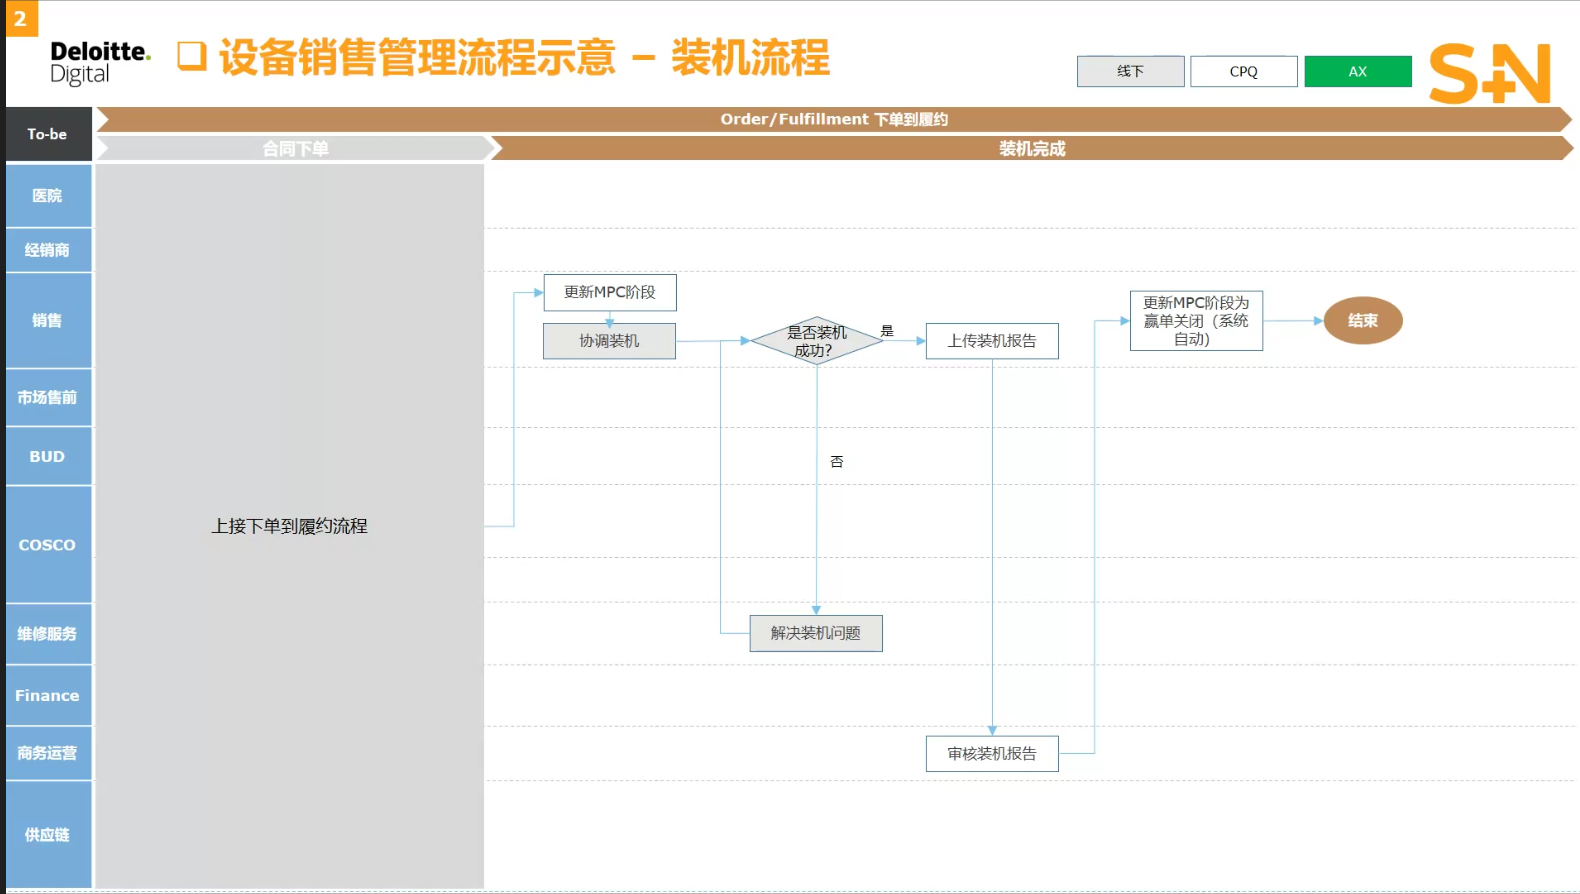 2
Deloitte.
Digital
设备销售管理流程示意 – 装机流程
线下
CPQ
AX
S+N
To-be
Order/Fulfillment 下单到履约
合同下单
装机完成
医院
经销商
销售
市场售前
BUD
COSCO
维修服务
Finance
商务运营
供应链
上接下单到履约流程
更新MPC阶段
协调装机
是否装机
成功?
是
否
上传装机报告
解决装机问题
审核装机报告
更新MPC阶段为
赢单关闭（系统
自动)
结束